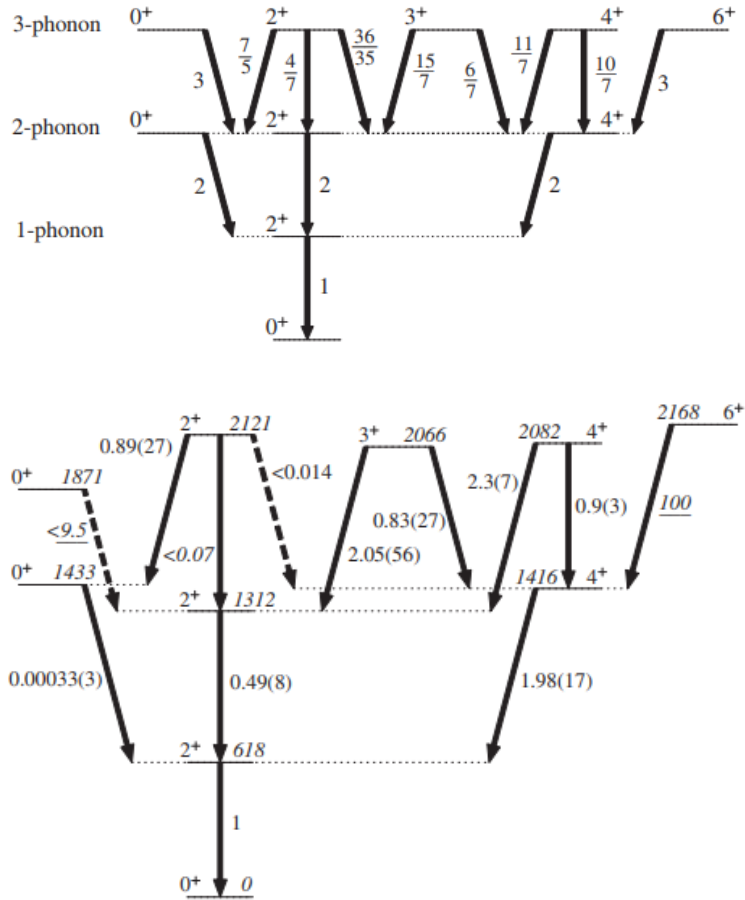 3-phonon 0+ 2+ 3+ 4+ 6+
3 7/5 4/7 36/35 15/7 6/7 11/7 10/7 3
2-phonon 0+ 2+ 4+
2 2 2
1-phonon 2+
1
0+
2+ 2121 3+ 2066 2082 4+ 2168 6+
0+ 1871 0.89(27) <0.014 2.3(7) 0.9(3) 100
<9.5 <0.07 0.83(27) 2.05(56)
0+ 1433 2+ 1312 1416 4+
0.00033(3) 0.49(8) 1.98(17)
2+ 618
1
0+ 0